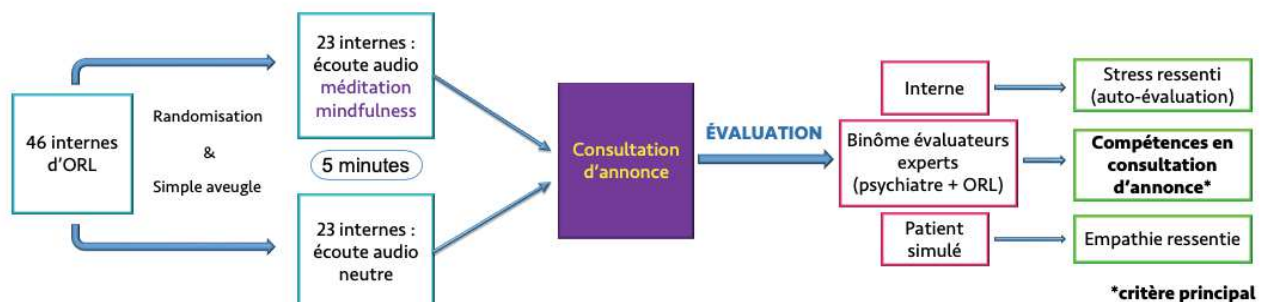 46 internes
d'ORL
Randomisation
&
Simple aveugle
23 internes :
écoute audio
méditation
mindfulness
5 minutes
23 internes :
écoute audio
neutre
Consultation
d'annonce
ÉVALUATION
Interne
Binôme évaluateurs
experts
(psychiatre + ORL)
Patient
simulé
Stress ressenti
(auto-évaluation)
Compétences en
consultation
d'annonce*
Empathie ressentie
*critère principal